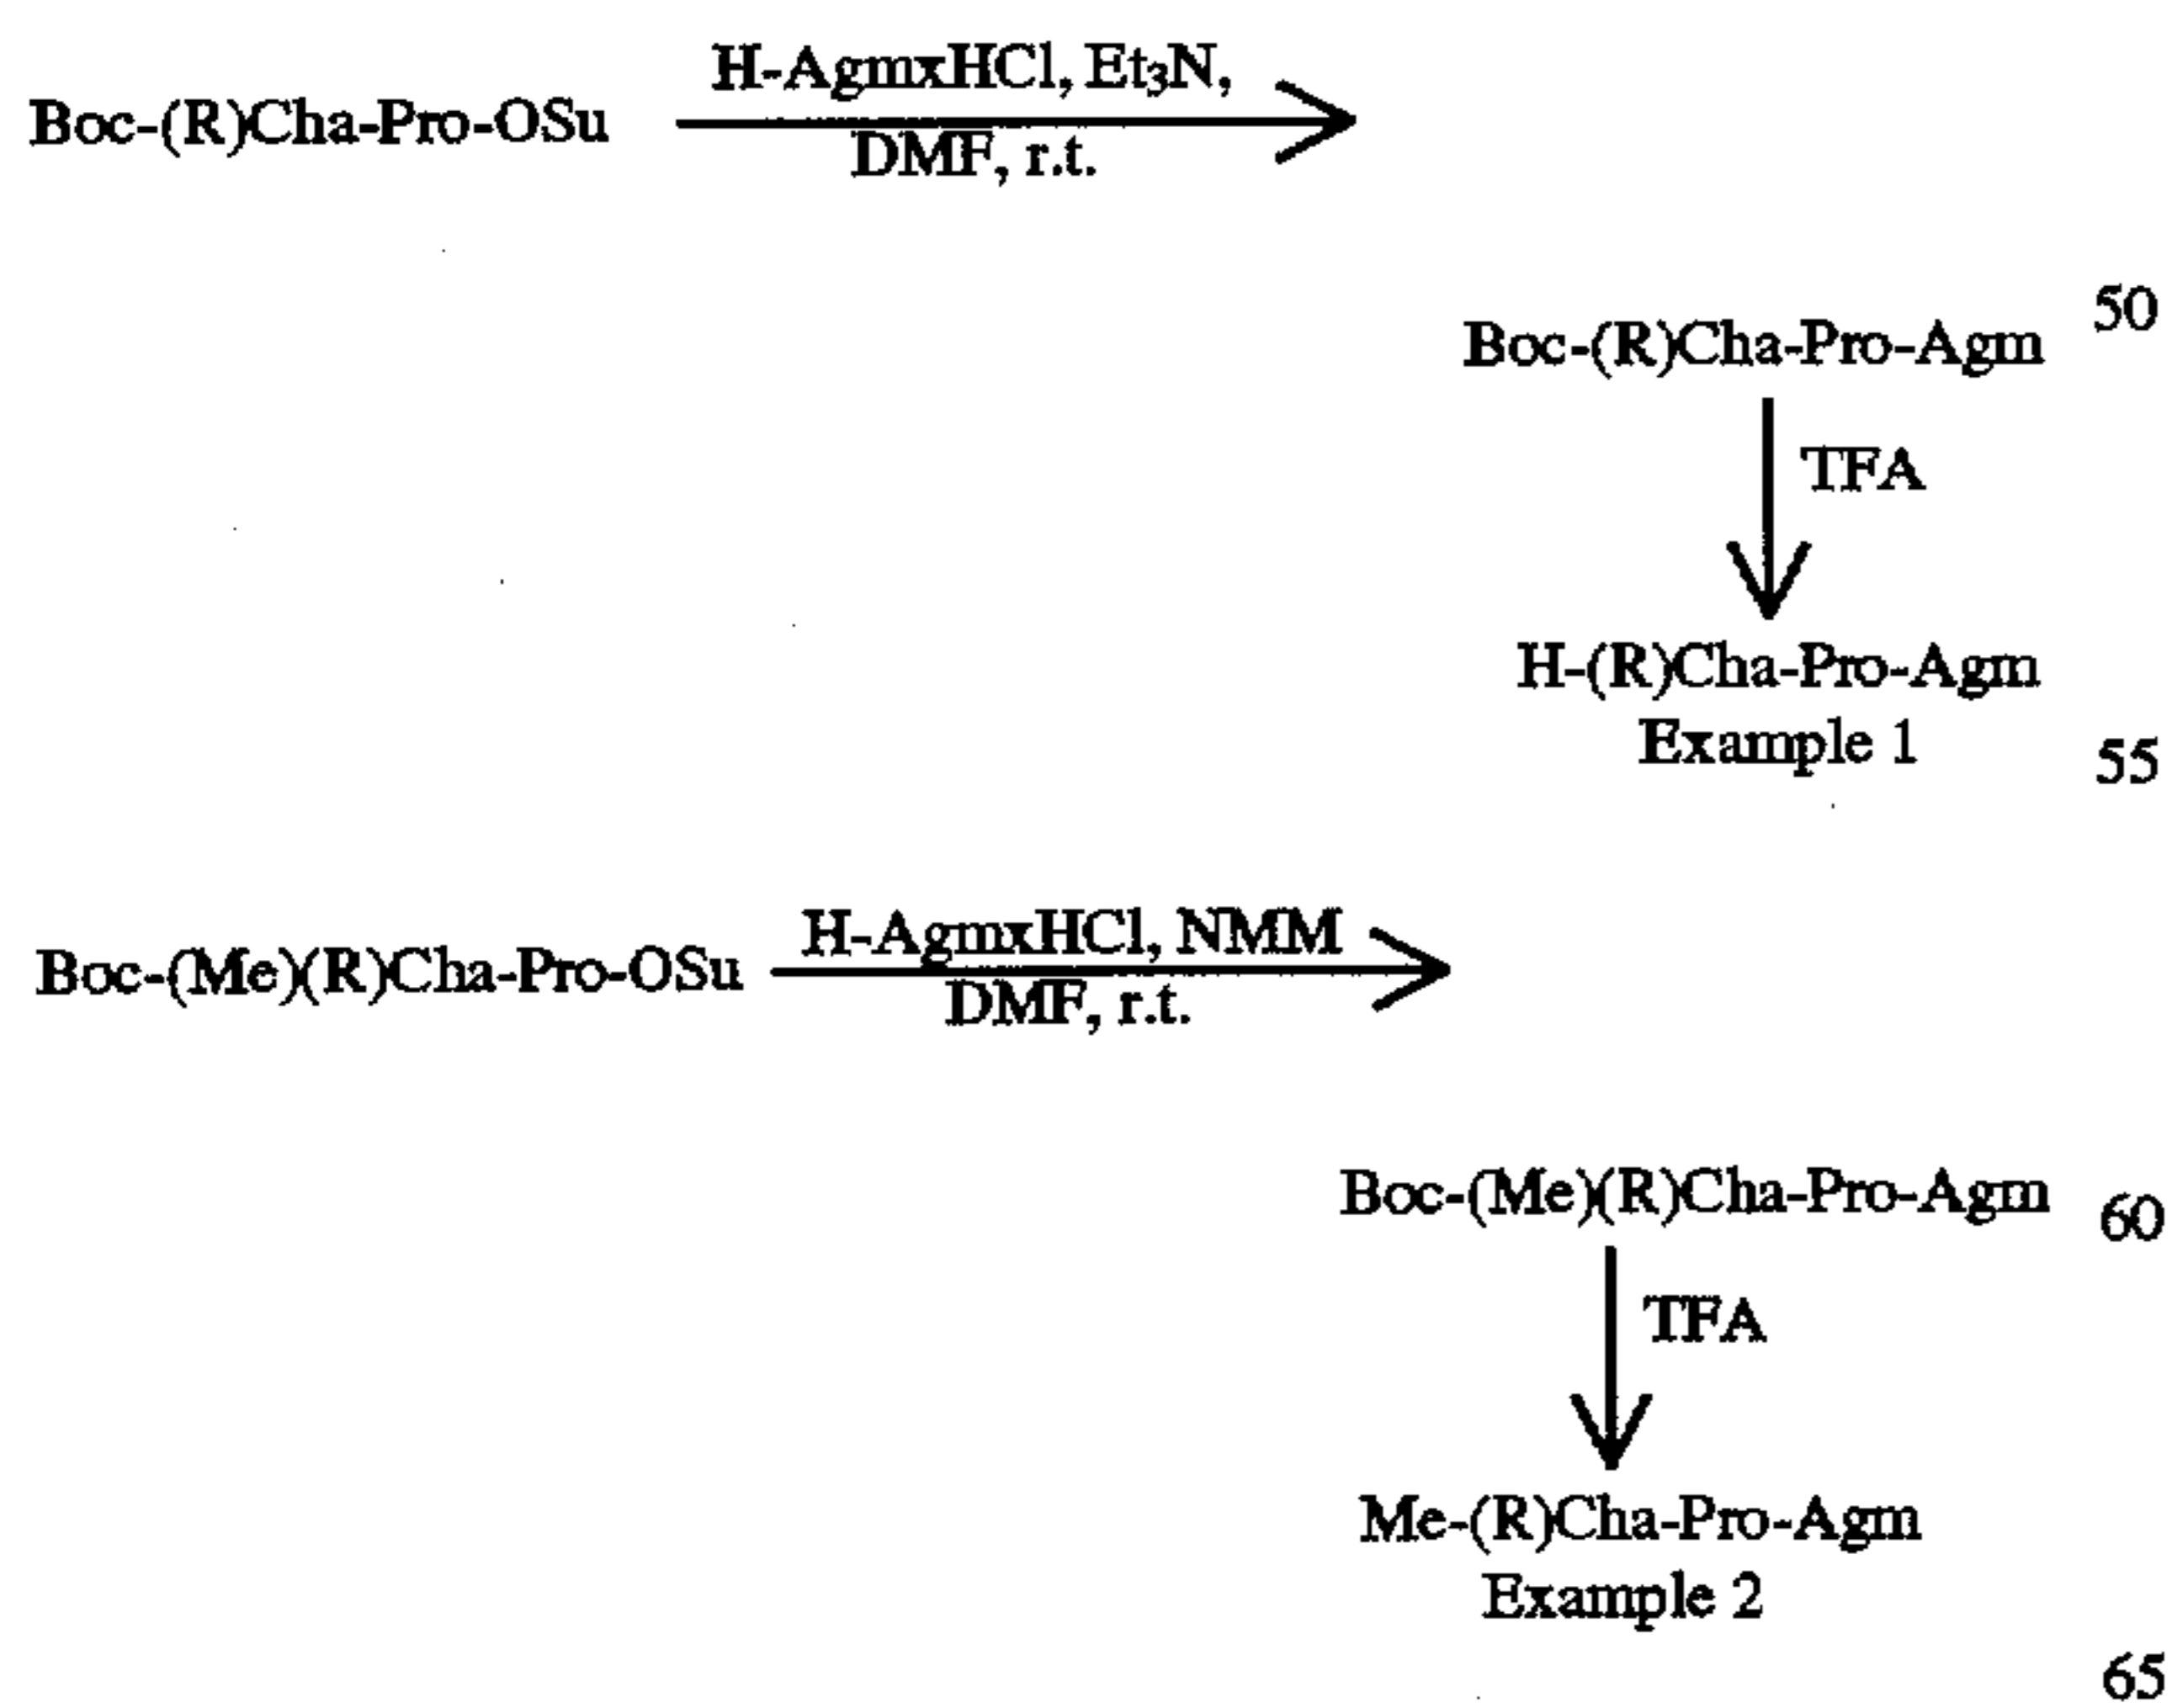 H-AgmxHCl, Et₃N,
Boc-(R)Cha-Pro-OSu
DMF, r.t.
50
Boc-(R)Cha-Pro-Agm
TFA
H-(R)Cha-Pro-Agm
Example 1
55
H-AgmxHCl, NMM
Boc-(Me)(R)Cha-Pro-OSu
DMF, r.t.
Boc-(Me)(R)Cha-Pro-Agm
60
TFA
Me-(R)Cha-Pro-Agm
Example 2
65